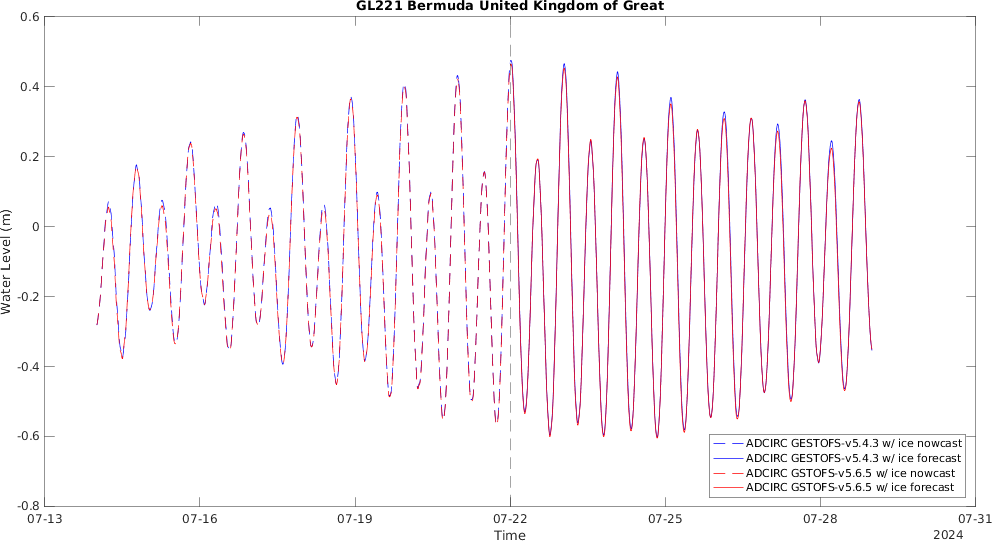 GL221 Bermuda United Kingdom of Great
Water Level (m)
0.6
0.4
0.2
0
-0.2
-0.4
-0.6
-0.8
ADCIRC GESTOFS-v5.4.3 w/ ice nowcast
ADCIRC GESTOFS-v5.4.3 w/ ice forecast
ADCIRC GSTOFS-v5.6.5 w/ ice nowcast
ADCIRC GSTOFS-v5.6.5 w/ ice forecast
07-13 07-16 07-19 07-22 07-25 07-28 07-31
Time
2024